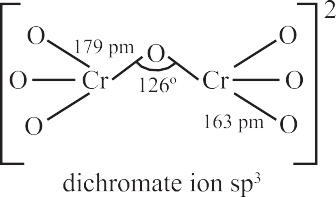 2
O 179 pm O O
O Cr 126° Cr O
O 163 pm O
dichromate ion sp³